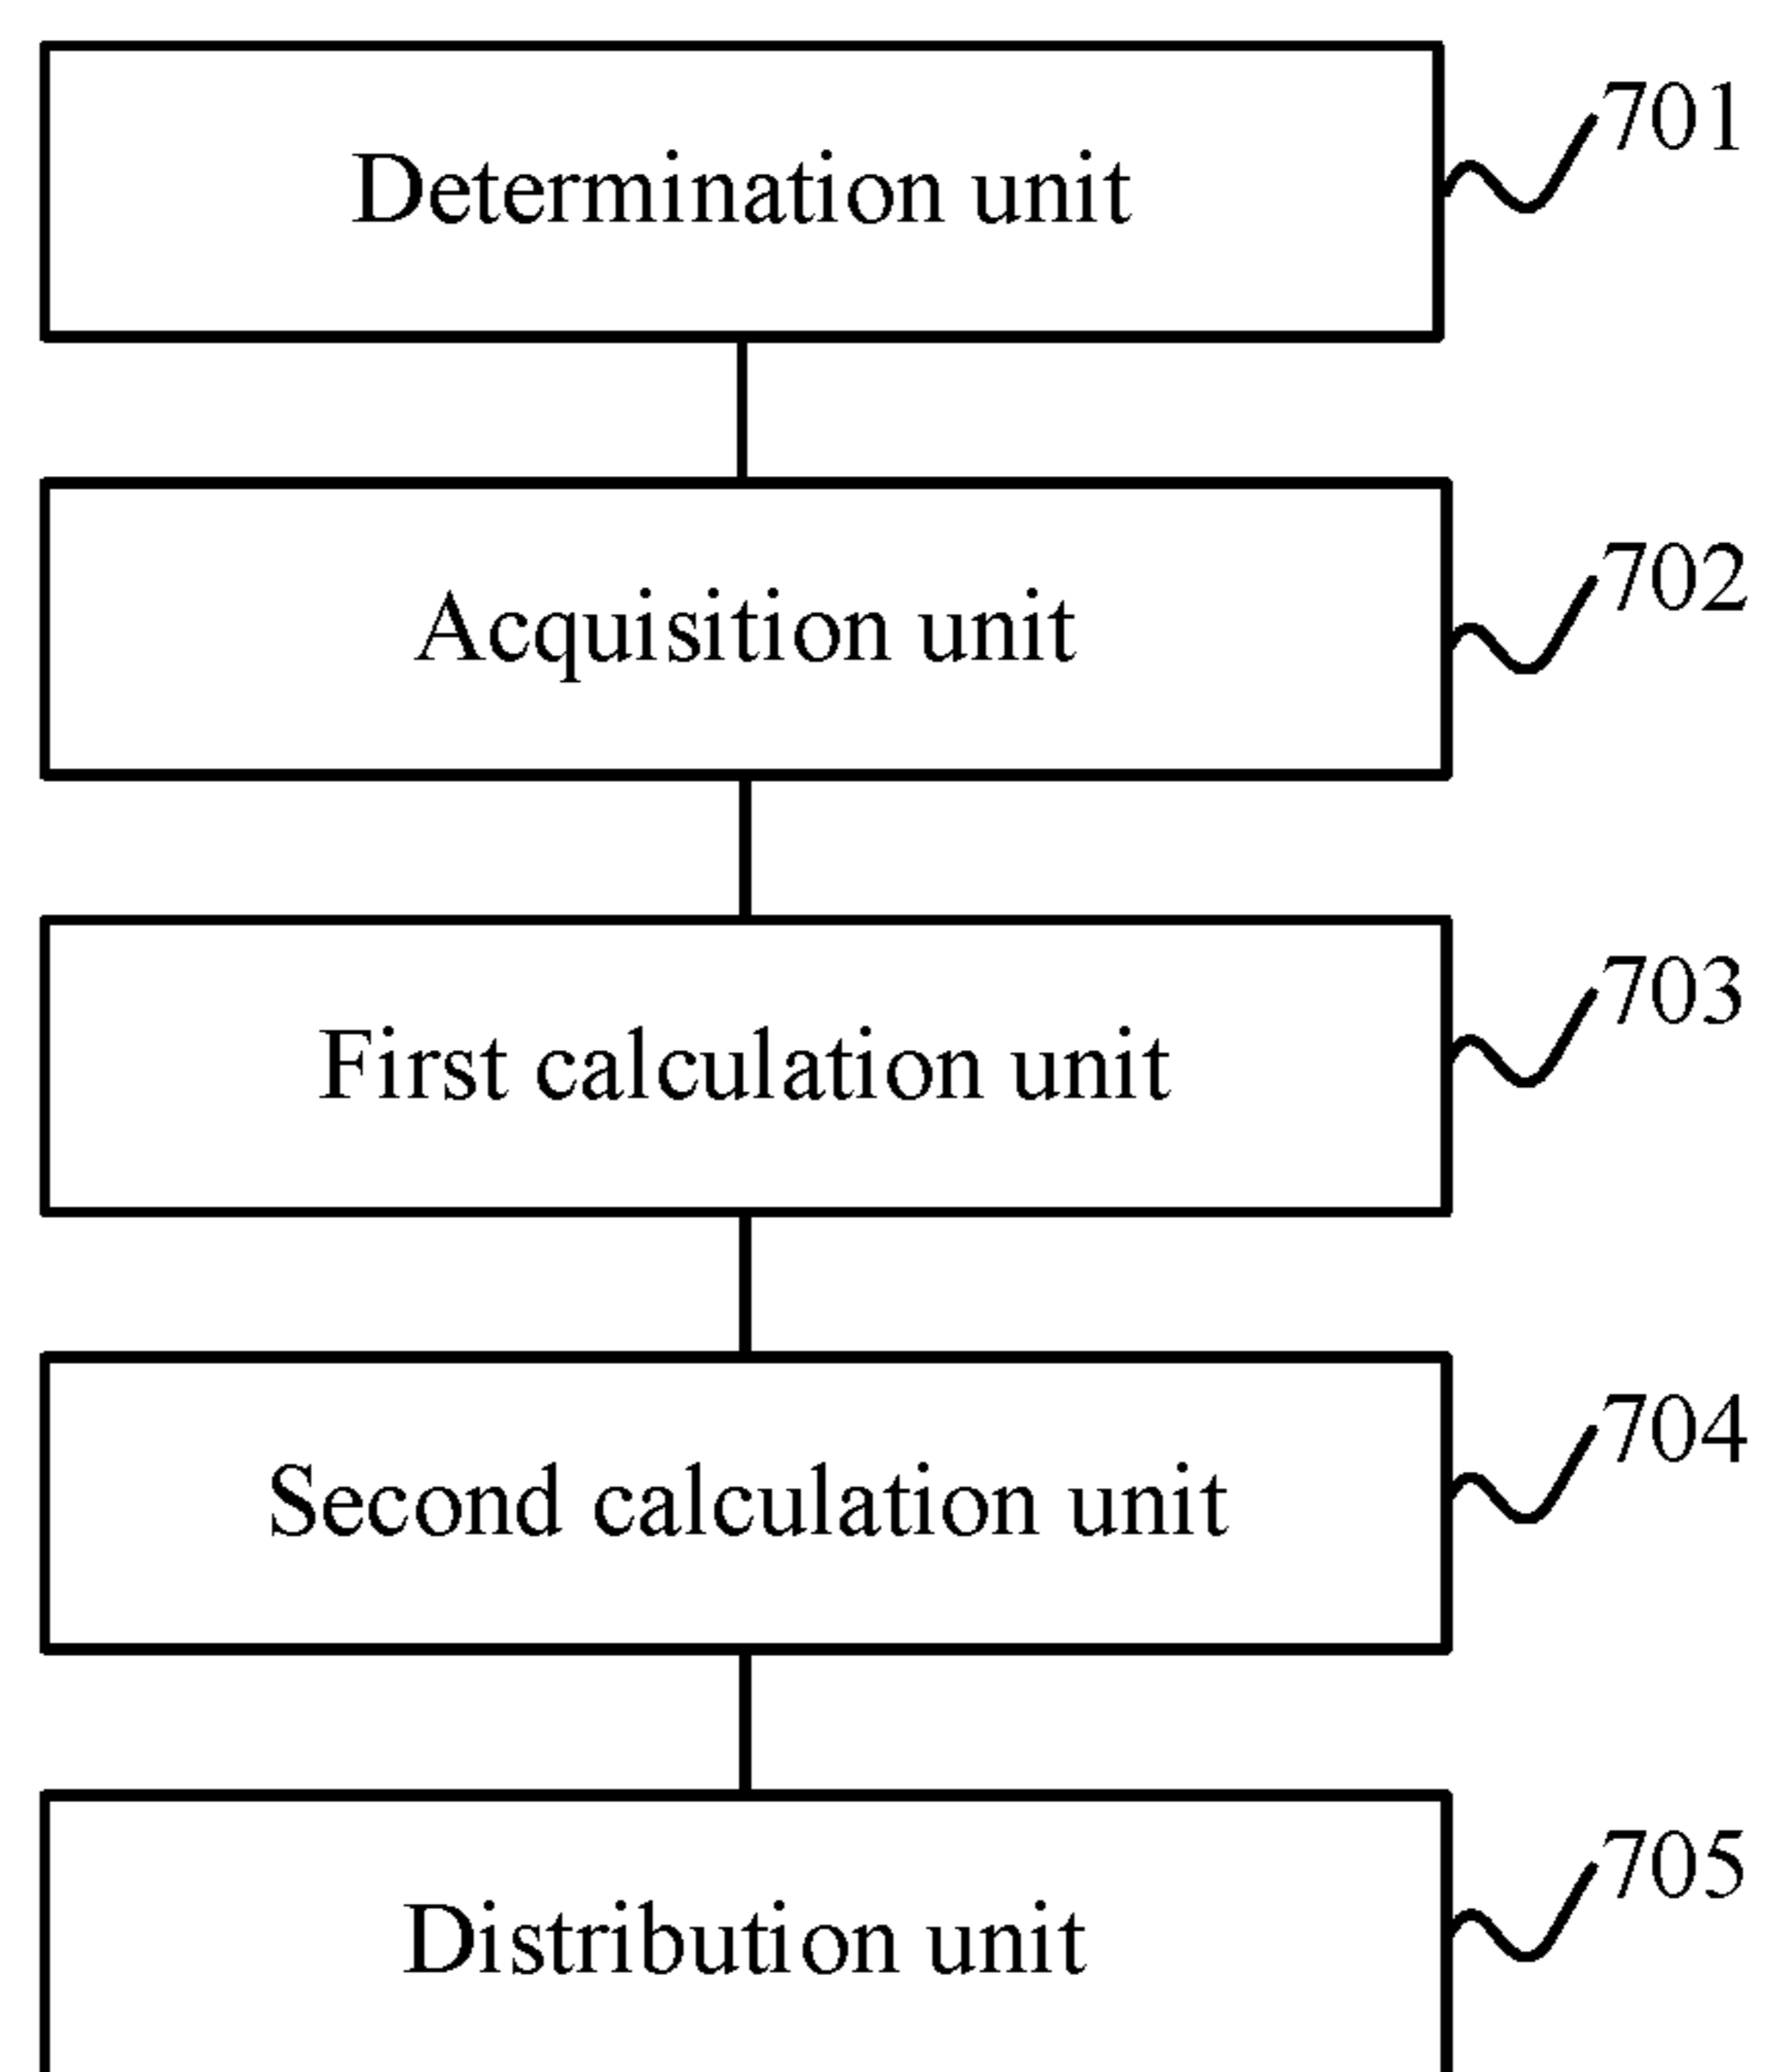 Determination unit
701
Acquisition unit
702
First calculation unit
703
Second calculation unit
704
Distribution unit
705